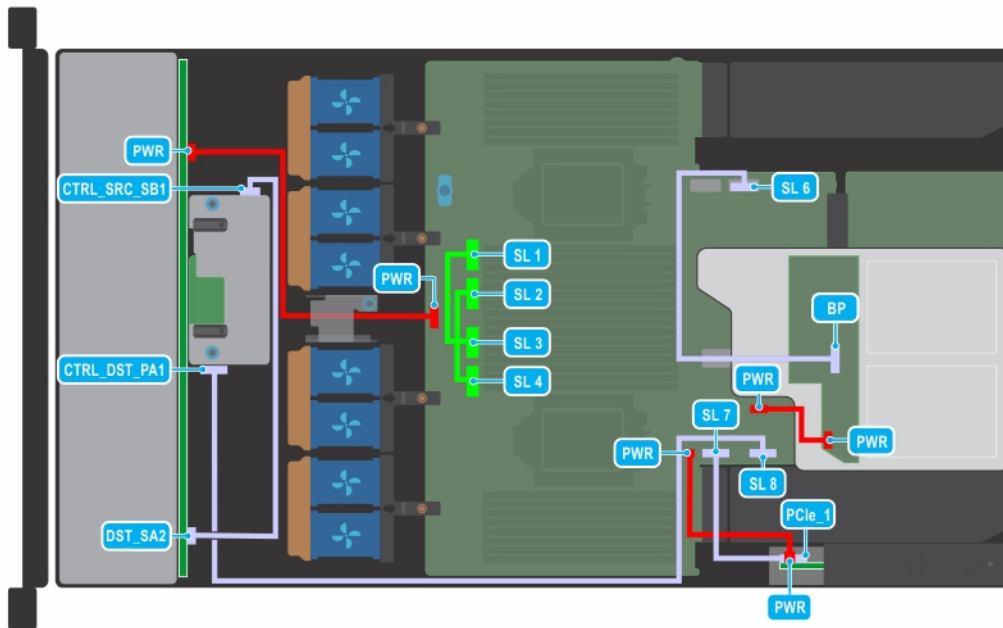 PWR
CTRL_SRC_SB1
SL 6
SL 1
PWR
SL 2
BP
SL 3
CTRL_DST_PA1
SL 4
PWR
SL 7
PWR
PWR
SL 8
PCIe_1
DST_SA2
PWR